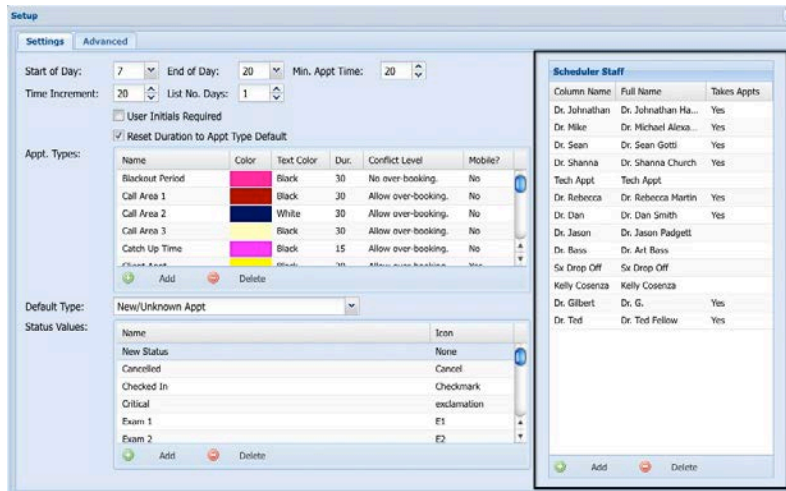 Setup
Settings Advanced
Start of Day: 7 End of Day: 20 Min. Appt Time: 20
Time Increment: 20 List No. Days: 1
User Initials Required
Reset Duration to Appt Type Default
Appt. Types:
Name Color Text Color Dur. Conflict Level Mobile?
Blackout Period Black 30 No over-booking. No
Call Area 1 Black 30 Allow over-booking. No
Call Area 2 White 30 Allow over-booking. No
Call Area 3 Black 30 Allow over-booking. No
Catch Up Time Black 15 Allow over-booking. No
Add Delete
Default Type: New/Unknown Appt
Status Values:
Name Icon
New Status None
Cancelled Cancel
Checked In Checkmark
Critical exclamation
Exam 1 E1
Exam 2 E2
Add Delete
Scheduler Staff
Column Name Full Name Takes Appts
Dr. Johnathan Dr. Johnathan Ha... Yes
Dr. Mike Dr. Michael Alexa... Yes
Dr. Sean Dr. Sean Gotti Yes
Dr. Shanna Dr. Shanna Church Yes
Tech Appt Tech Appt
Dr. Rebecca Dr. Rebecca Martin Yes
Dr. Dan Dr. Dan Smith Yes
Dr. Jason Dr. Jason Padgett
Dr. Bass Dr. Art Bass
Sx Drop Off Sx Drop Off
Kelly Cosenza Kelly Cosenza
Dr. Gilbert Dr. G. Yes
Dr. Ted Dr. Ted Fellow Yes
Add Delete